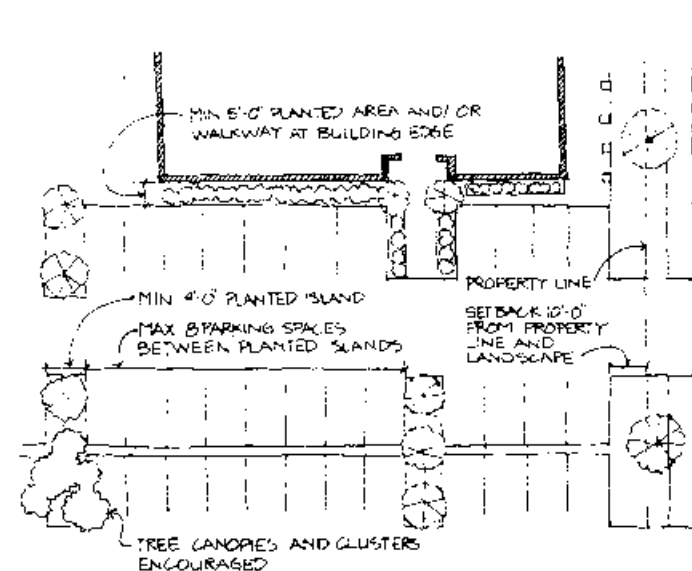 MIN 5'-0" PLANTED AREA AND/OR
WALKWAY AT BUILDING EDGE
PROPERTY LINE
MIN 4'-0" PLANTED ISLAND
SETBACK 10'-0"
FROM PROPERTY
LINE AND
LANDSCAPE
MAX 8 PARKING SPACES
BETWEEN PLANTED ISLANDS
TREE CANOPIES AND CLUSTERS
ENCOURAGED